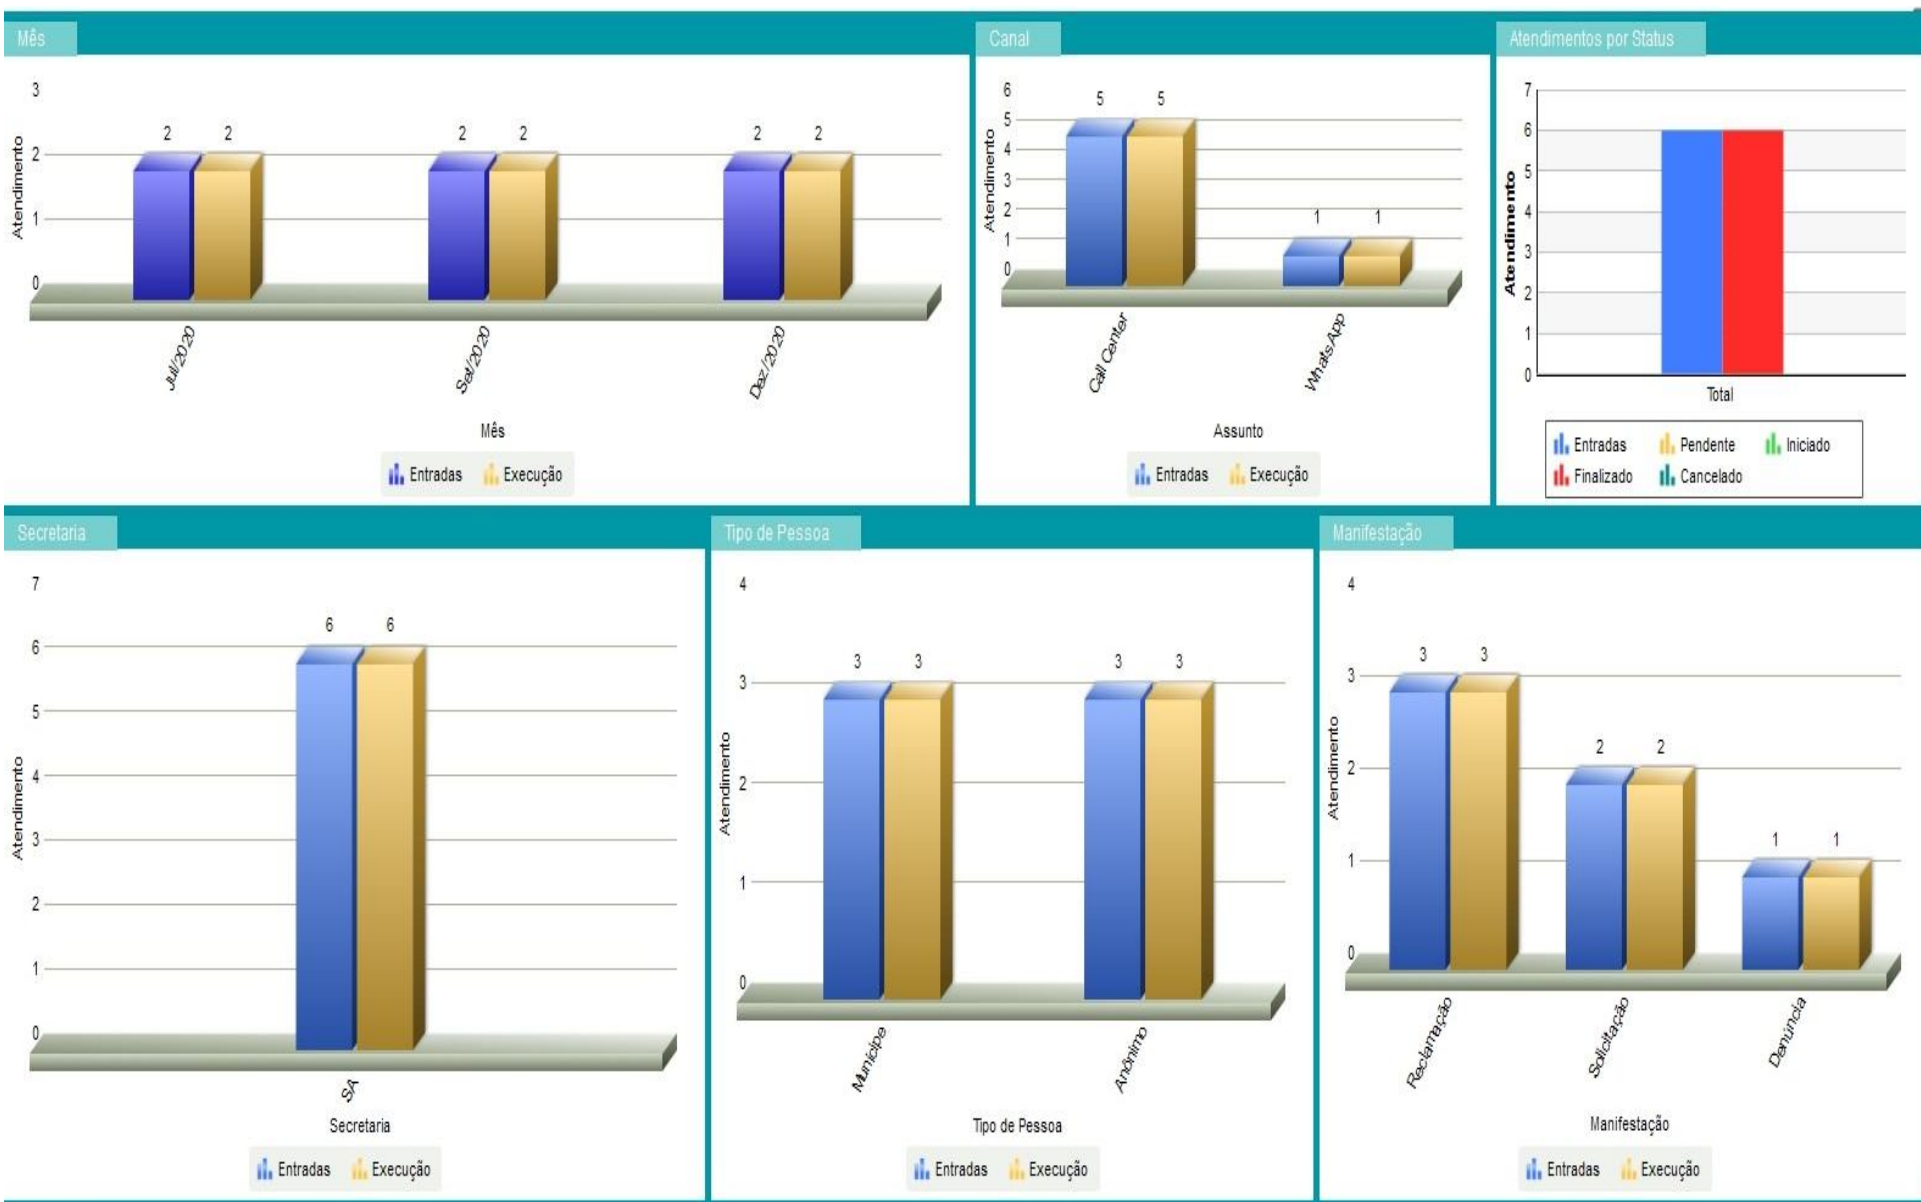 Mês
3
2
1
0
Atendimento
2 2
2 2
2 2
Jul/2020
Set/2020
Dez./2020
Mês
Entradas Execução
Canal
6
5
4
3
2
1
0
Atendimento
5 5
1 1
Call Center
WhatsApp
Assunto
Entradas Execução
Atendimentos por Status
7
6
5
4
3
2
1
0
Atendimento
Total
Entradas Pendente Iniciado
Finalizado Cancelado
Secretaria
7
6
5
4
3
2
1
0
Atendimento
6 6
SA
Secretaria
Entradas Execução
Tipo de Pessoa
4
3
2
1
0
Atendimento
3 3
3 3
Munícipe
Anônimo
Tipo de Pessoa
Entradas Execução
Manifestação
4
3
2
1
0
Atendimento
3 3
2 2
1 1
Reclamação
Solicitação
Denúncia
Manifestação
Entradas Execução